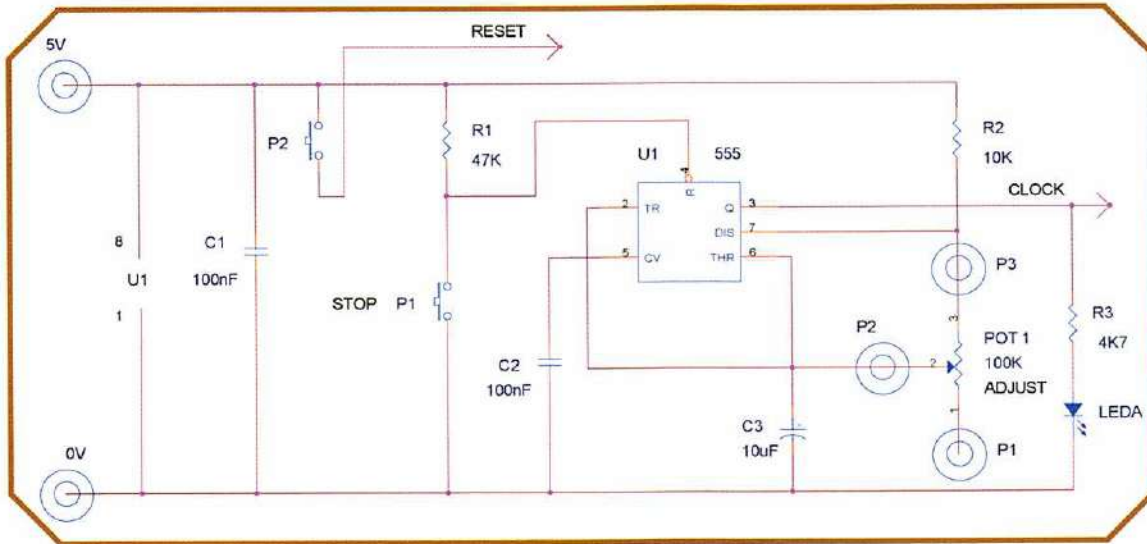 RESET
5V
P2
R1
47K
U1
555
4
R
R2
10K
CLOCK
2
TR
Q
3
DIS
7
5
CV
THR
6
8
U1
1
C1
100nF
STOP
P1
P3
3
POT 1
100K
ADJUST
P2
2
1
R3
4K7
C2
100nF
LEDA
C3
10uF
P1
0V